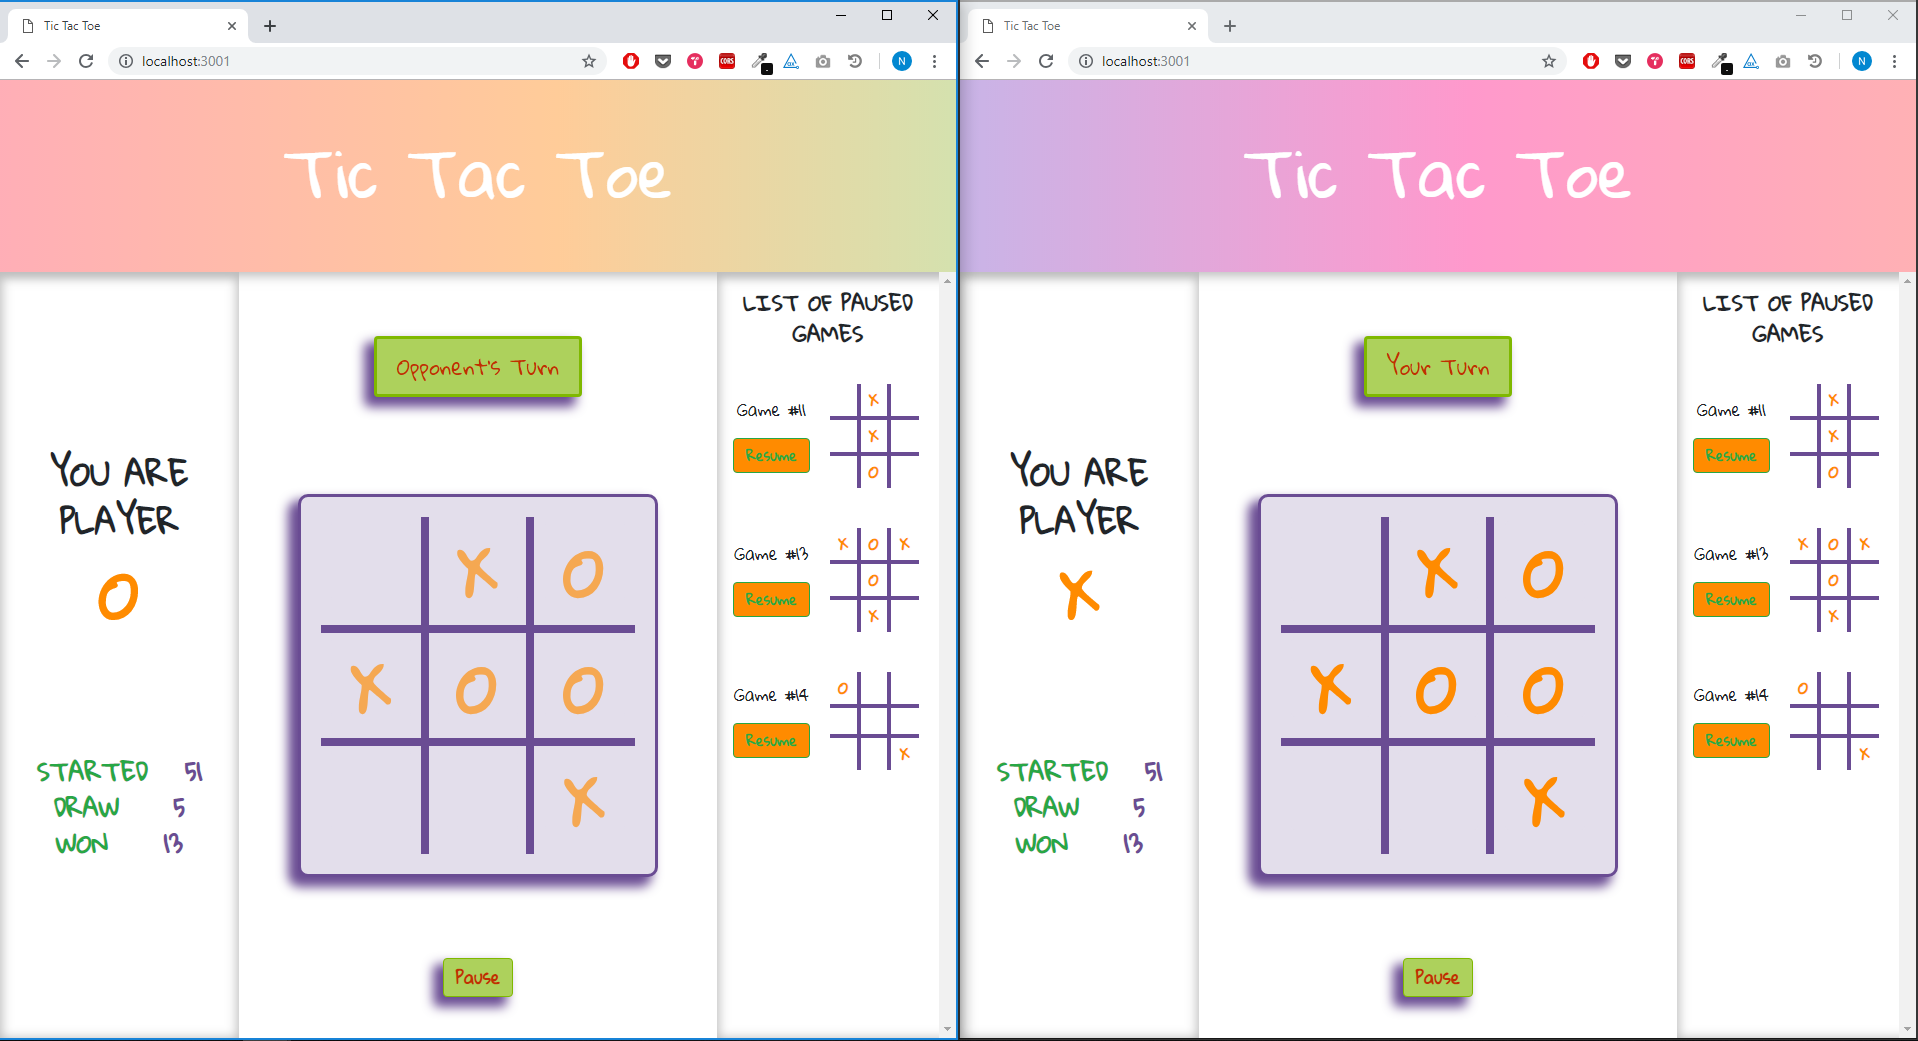 Tic Tac Toe
localhost:3001
CORS
N
Tic Tac Toe
YOU ARE
PLAYER
O
STARTED 51
DRAW 5
WON 13
Opponent's Turn
X O
X O O
X
Pause
LIST OF PAUSED
GAMES
Game #11
Resume
X
X
O
Game #13
Resume
X O X
O
X
Game #14
Resume
O
X
Tic Tac Toe
localhost:3001
CORS
N
Tic Tac Toe
YOU ARE
PLAYER
X
STARTED 51
DRAW 5
WON 13
Your Turn
X O
X O O
X
Pause
LIST OF PAUSED
GAMES
Game #11
Resume
X
X
O
Game #13
Resume
X O X
O
X
Game #14
Resume
O
X